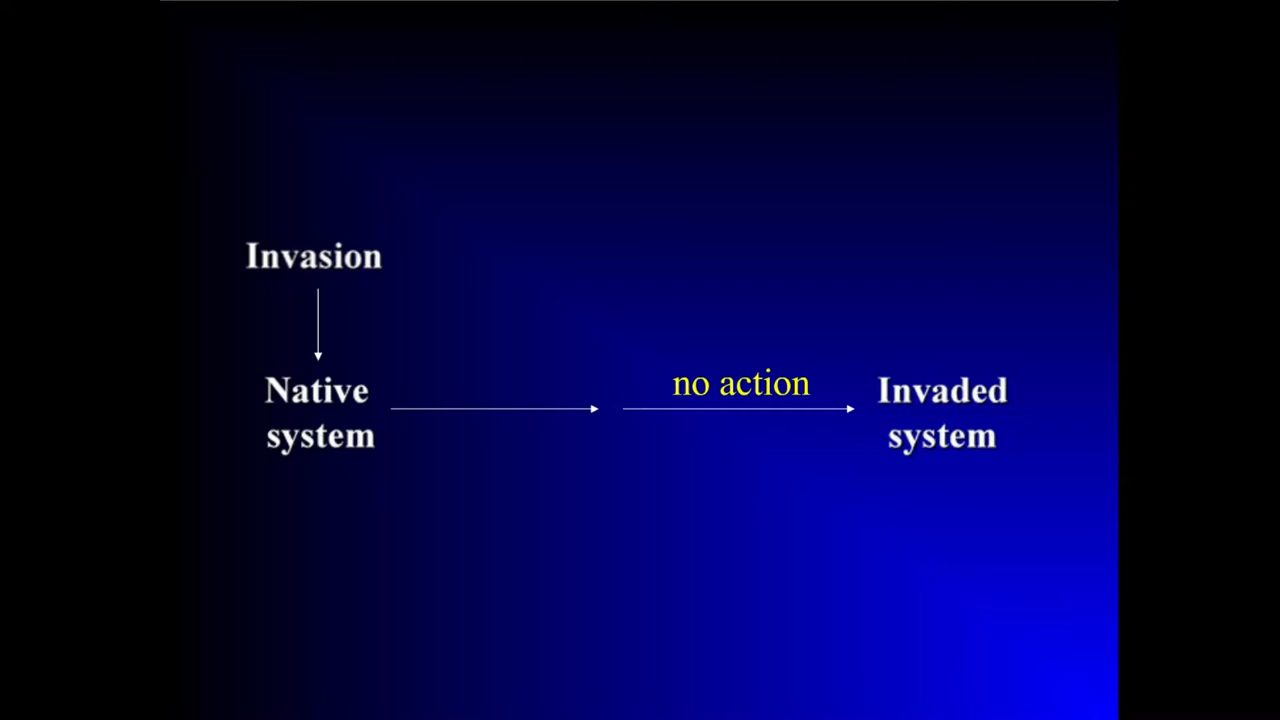 Invasion
Native
system
no action
Invaded
system